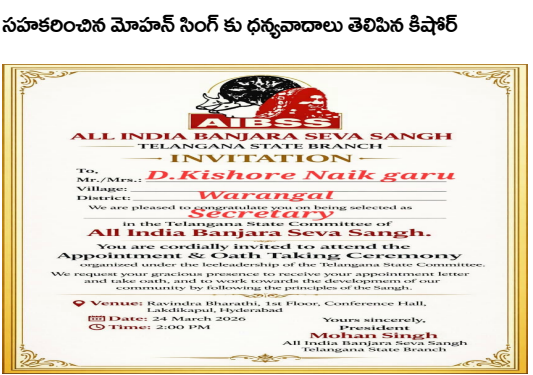 సహకరించిన మోహన్ సింగ్ కు ధన్యవాదాలు తెలిపిన కిషోర్
AIBSS
ALL INDIA BANJARA SEVA SANGH
TELANGANA STATE BRANCH
INVITATION
To,
Mr./Mrs.: D.Kishore Naik garu
Village:
District: Warangal
We are pleased to congratulate you on being selected as
Secretary
in the Telangana State Committee of
All India Banjara Seva Sangh.
You are cordially invited to attend the
Appointment & Oath Taking Ceremony
organized under the leeleadership of the Telangana State Committee.
We request your gracious presence to receive your appointment letter
and take oath, and to work towards the development of our
community by following the principles of the Sangh.
Venue: Ravindra Bharathi, 1st Floor, Conference Hall,
Lakdikapul, Hyderabad
Date: 24 March 2026
Time: 2:00 PM
Yours sincerely,
President
Mohan Singh
All India Banjara Seva Sangh
Telangana State Branch